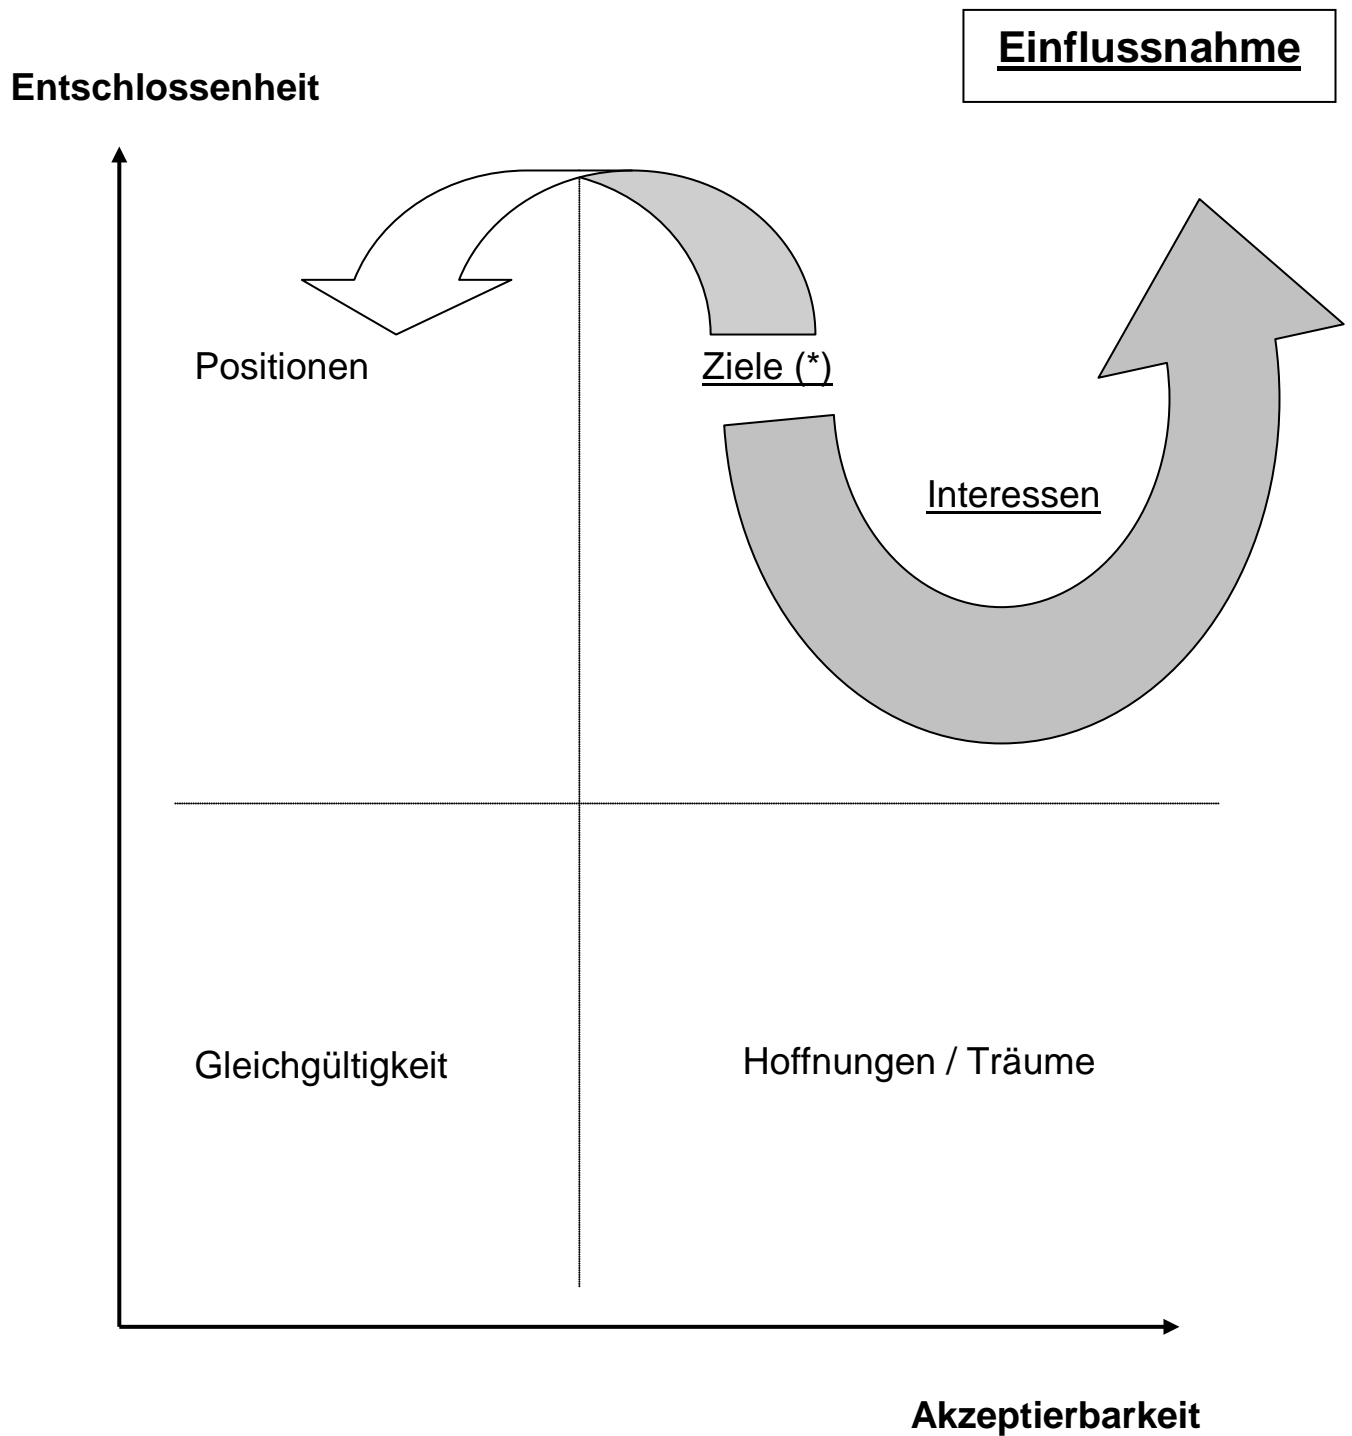 Einflussnahme
Entschlossenheit
Positionen
Ziele (*)
Interessen
Gleichgültigkeit
Hoffnungen / Träume
Akzeptierbarkeit